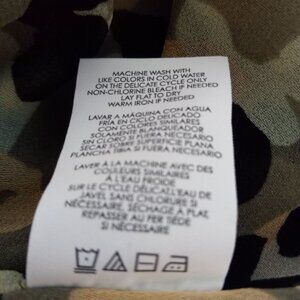 MACHINE WASH WITH
LIKE COLORS IN COLD WATER
ON THE DELICATE CYCLE ONLY
NON-CHLORINE BLEACH IF NEEDED
LAY FLAT TO DRY
WARM IRON IF NEEDED
LAVAR A MÁQUINA CON AGUA
FRÍA EN CICLO DELICADO
CON COLORES SIMILARES
SOLAMENTE BLANQUEADOR
SIN CLORO SI FUERA NECESARIO
SECAR SOBRE SUPERFICIE PLANA
PLANCHA TIBIA SI FUERA NECESARIO
LAVER À LA MACHINE AVEC DES
COULEURS SIMILAIRES
À L'EAU FROIDE
SUR LE CYCLE DÉLICAT. L'EAU DE
JAVEL SANS CHLORURE SI
NÉCESSAIRE. SÉCHAGE À PLAT.
REPASSER AU FER TIÈDE
SI NÉCESSAIRE